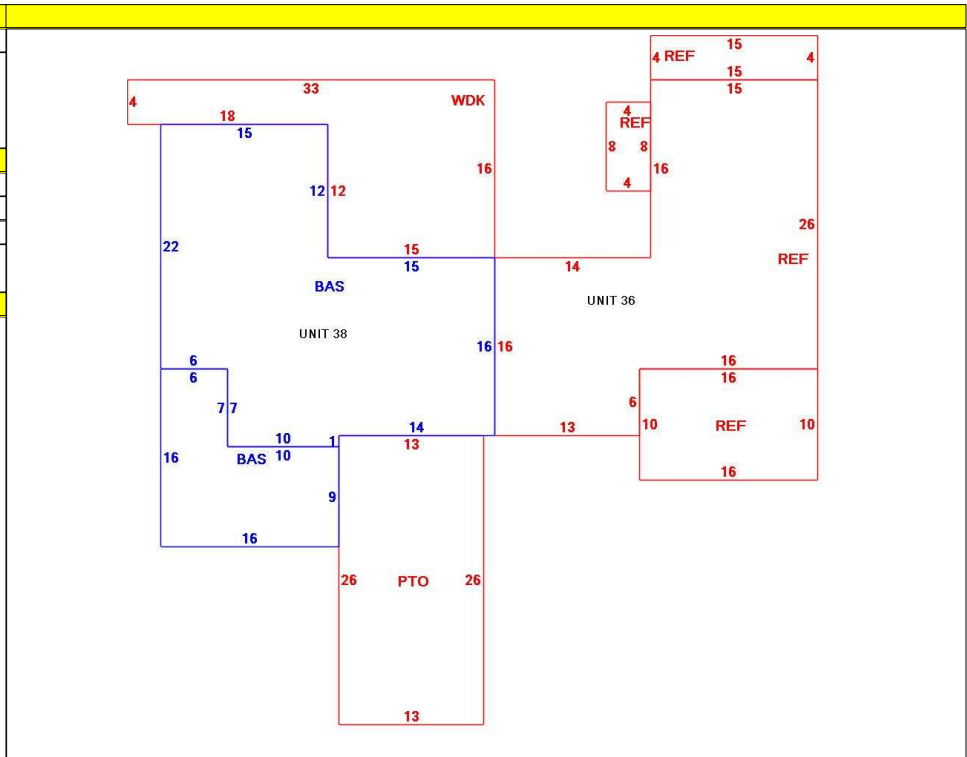 15
4 REF 4
15
33 15
4 WDK 4
18 REF
15 8 8 16
16
12 12 4
26
22 15 REF
15 14
BAS
UNIT 36
UNIT 38
16 16
6 16
6 16
7 7 6
14 13 10 REF 10
10 1 13
BAS 10
16
16
9
16
26 PTO 26
13